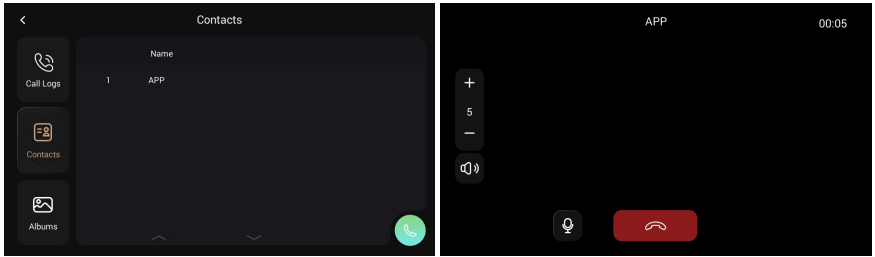 Contacts
Call Logs
Contacts
Albums
Name
1 APP
APP
00:05
+
5
−